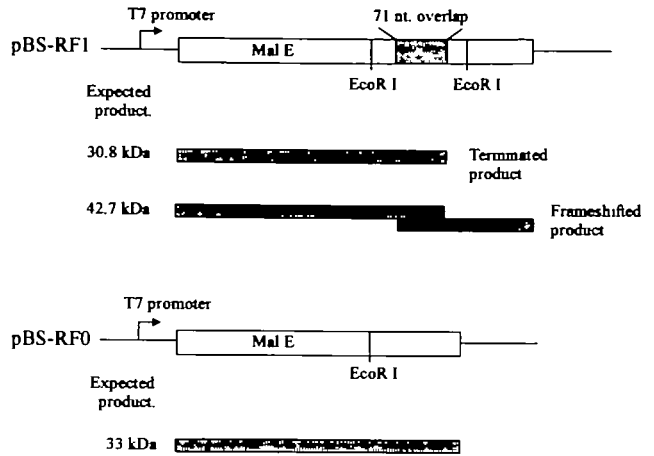 T7 promoter
71 nt. overlap
pBS-RF1
Mal E
EcoR I
EcoR I
Expected
product.
30.8 kDa
Termmated
product
42.7 kDa
Frameshifted
product
T7 promoter
pBS-RF0
Mal E
EcoR I
Expected
product.
33 kDa